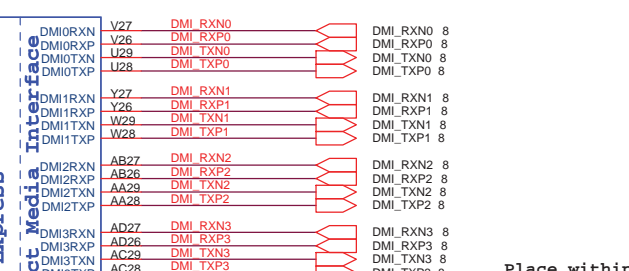 DMI0RXN V27 DMI_RXN0 DMI_RXN0 8
DMI0RXP V26 DMI_RXP0 DMI_RXP0 8
DMI0TXN U29 DMI_TXN0 DMI_TXN0 8
DMI0TXP U28 DMI_TXP0 DMI_TXP0 8
DMI1RXN Y27 DMI_RXN1 DMI_RXN1 8
DMI1RXP Y26 DMI_RXP1 DMI_RXP1 8
DMI1TXN W29 DMI_TXN1 DMI_TXN1 8
DMI1TXP W28 DMI_TXP1 DMI_TXP1 8
DMI2RXN AB27 DMI_RXN2 DMI_RXN2 8
DMI2RXP AB26 DMI_RXP2 DMI_RXP2 8
DMI2TXN AA29 DMI_TXN2 DMI_TXN2 8
DMI2TXP AA28 DMI_TXP2 DMI_TXP2 8
DMI3RXN AD27 DMI_RXN3 DMI_RXN3 8
DMI3RXP AD26 DMI_RXP3 DMI_RXP3 8
DMI3TXN AC29 DMI_TXN3 DMI_TXN3 8
AC28 DMI_TXP3
Media Interface
Place